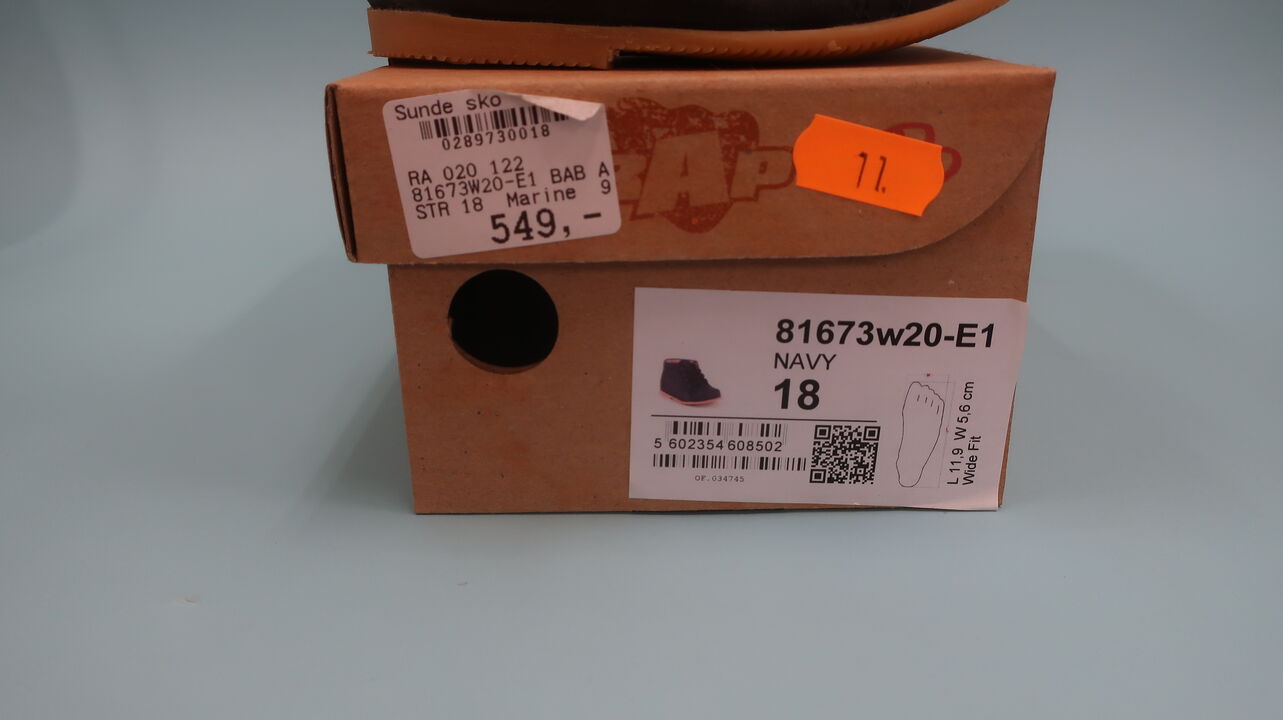 Sunde sko
0289730018
RA 020 122
81673W20-E1 BAB A
STR 18 Marine 9
549,-
11.
81673w20-E1
NAVY
18
5 602354 608502
OF.034745
L 11,9 W 5,6 cm
Wide Fit